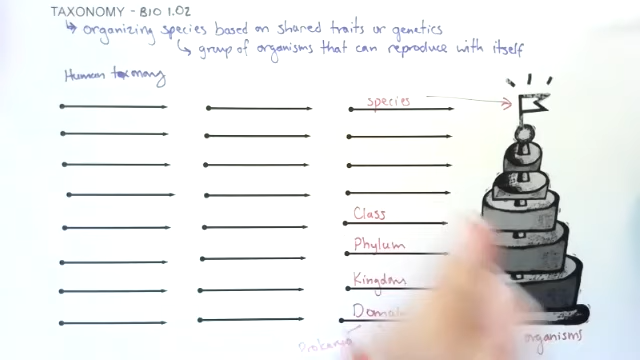 TAXONOMY - BIO 1.02
↳ organizing species based on shared traits or genetics
↳ group of organisms that can reproduce with itself
Human taxmony
species
Class
Phylum
Kingdom
organisms